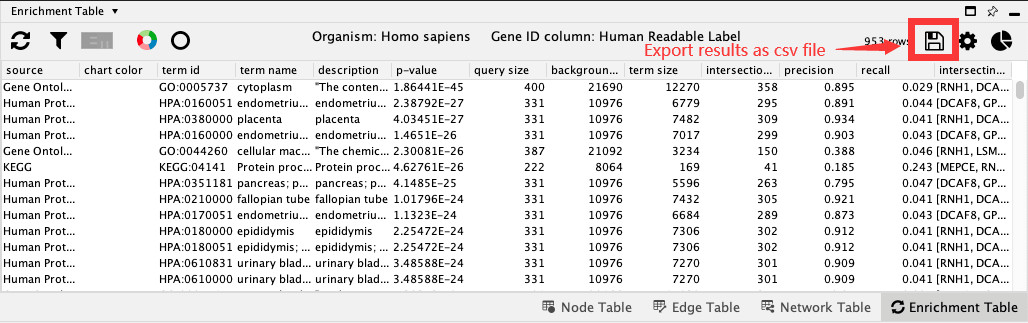 Enrichment Table ▼
Organism: Homo sapiens Gene ID column: Human Readable Label 953 rows
Export results as csv file
source chart color term id term name description p-value query size backgroun... term size intersectio... precision recall intersectin...
Gene Ontol... GO:0005737 cytoplasm "The conten... 1.86441E-45 400 21690 12270 358 0.895 0.029 [RNH1, DCA...
Human Prot... HPA:0160051 endometriu... endometriu... 2.38792E-27 331 10976 6779 295 0.891 0.044 [DCAF8, GP...
Human Prot... HPA:0380000 placenta placenta 4.03451E-27 331 10976 7482 309 0.934 0.041 [RNH1, DCA...
Human Prot... HPA:0160000 endometriu... endometriu... 1.4651E-26 331 10976 7017 299 0.903 0.043 [DCAF8, GP...
Gene Ontol... GO:0044260 cellular mac... "The chemic... 2.30081E-26 387 21092 3234 150 0.388 0.046 [RNH1, LSM...
KEGG KEGG:04141 Protein proc... Protein proc... 4.62761E-26 222 8064 169 41 0.185 0.243 [MEPCE, RN...
Human Prot... HPA:0351181 pancreas; p... pancreas; p... 4.1485E-25 331 10976 5596 263 0.795 0.047 [DCAF8, GP...
Human Prot... HPA:0210000 fallopian tube fallopian tube 1.01796E-24 331 10976 7432 305 0.921 0.041 [RNH1, DCA...
Human Prot... HPA:0170051 endometriu... endometriu... 1.1323E-24 331 10976 6684 289 0.873 0.043 [DCAF8, GP...
Human Prot... HPA:0180000 epididymis epididymis 2.25472E-24 331 10976 7306 302 0.912 0.041 [RNH1, DCA...
Human Prot... HPA:0180051 epididymis; ... epididymis; ... 2.25472E-24 331 10976 7306 302 0.912 0.041 [RNH1, DCA...
Human Prot... HPA:0610831 urinary blad... urinary blad... 3.48588E-24 331 10976 7270 301 0.909 0.041 [RNH1, DCA...
Human Prot... HPA:0610000 urinary blad... urinary blad... 3.48588E-24 331 10976 7270 301 0.909 0.041 [RNH1, DCA...
Node Table Edge Table Network Table Enrichment Table